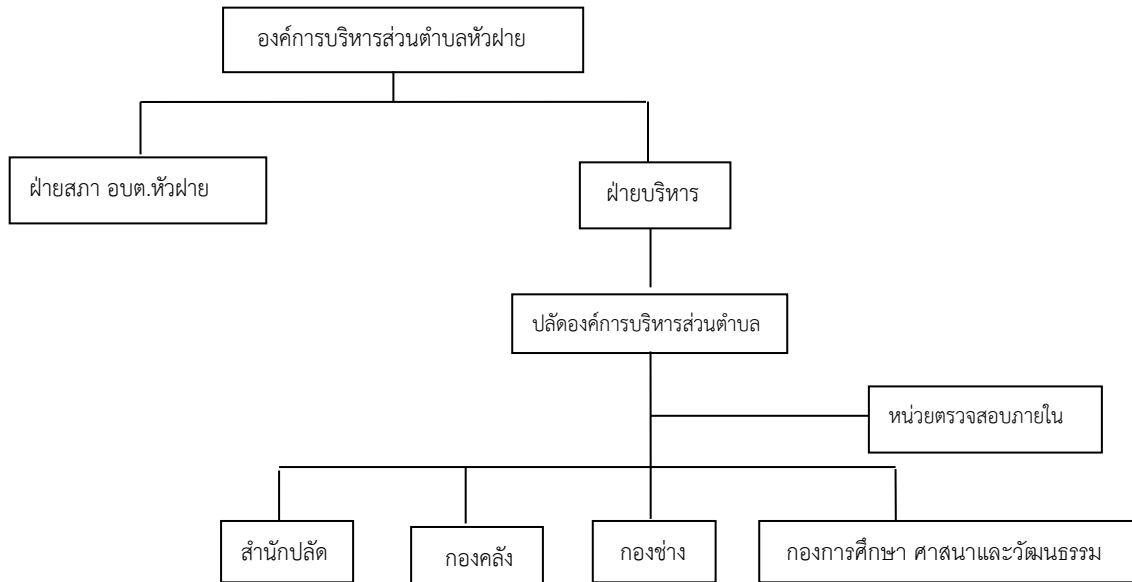 องค์การบริหารส่วนตำบลหัวฝาย
ฝ่ายสภา อบต.หัวฝาย
ฝ่ายบริหาร
ปลัดองค์การบริหารส่วนตำบล
หน่วยตรวจสอบภายใน
สำนักปลัด
กองคลัง
กองช่าง
กองการศึกษา ศาสนาและวัฒนธรรม